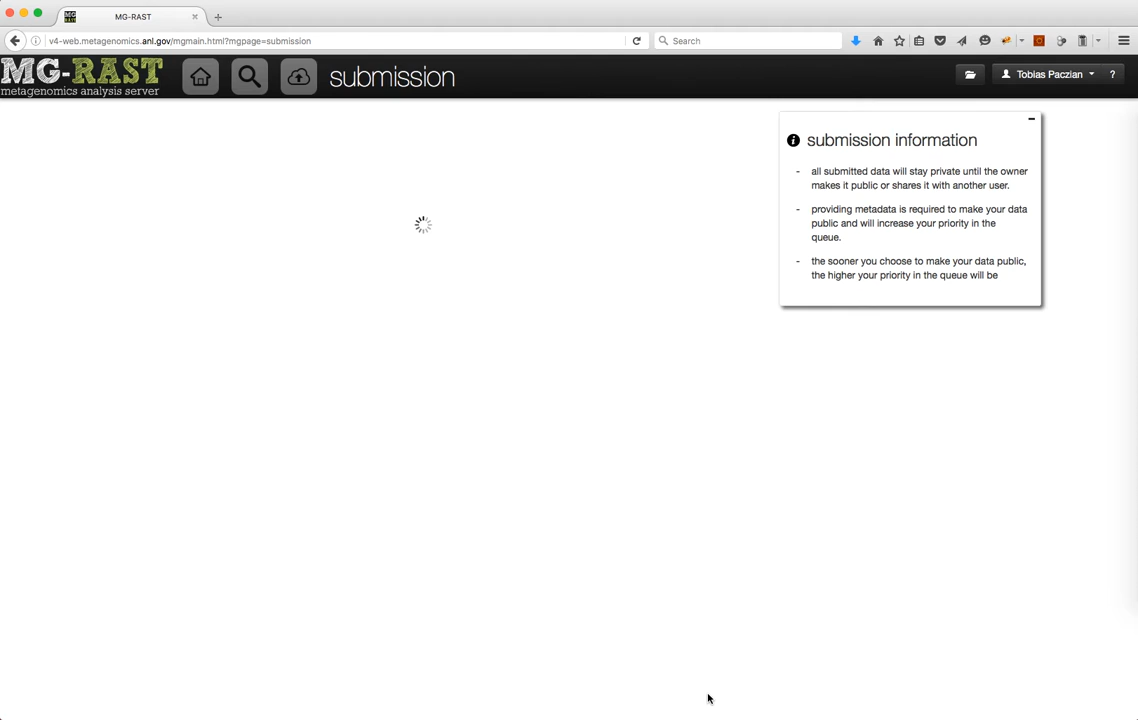 MG-RAST
v4-web.metagenomics.anl.gov/mgmain.html?mgpage=submission
Search
MG-RAST
metagenomics analysis server
submission
Tobias Paczian
?
submission information
- all submitted data will stay private until the owner
makes it public or shares it with another user.
- providing metadata is required to make your data
public and will increase your priority in the
queue.
- the sooner you choose to make your data public,
the higher your priority in the queue will be